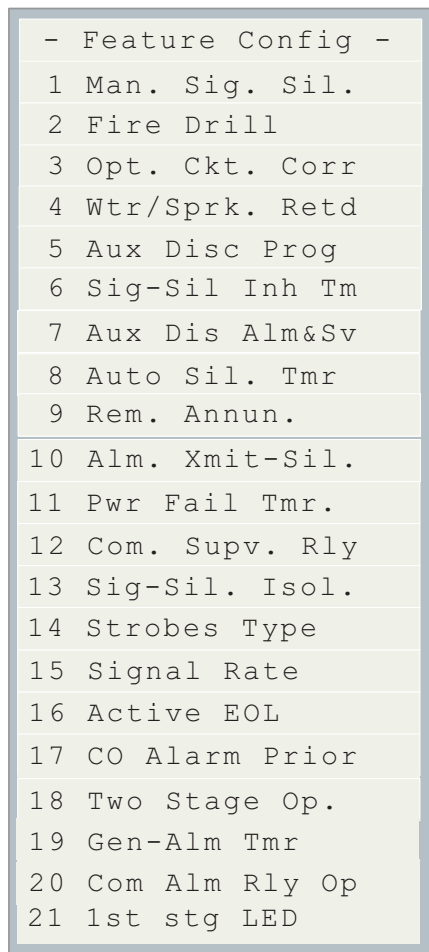 - Feature Config -
1 Man. Sig. Sil.
2 Fire Drill
3 Opt. Ckt. Corr
4 Wtr/Sprk. Retd
5 Aux Disc Prog
6 Sig-Sil Inh Tm
7 Aux Dis Alm&Sv
8 Auto Sil. Tmr
9 Rem. Annun.
10 Alm. Xmit-Sil.
11 Pwr Fail Tmr.
12 Com. Supv. Rly
13 Sig-Sil. Isol.
14 Strobes Type
15 Signal Rate
16 Active EOL
17 CO Alarm Prior
18 Two Stage Op.
19 Gen-Alm Tmr
20 Com Alm Rly Op
21 1st stg LED